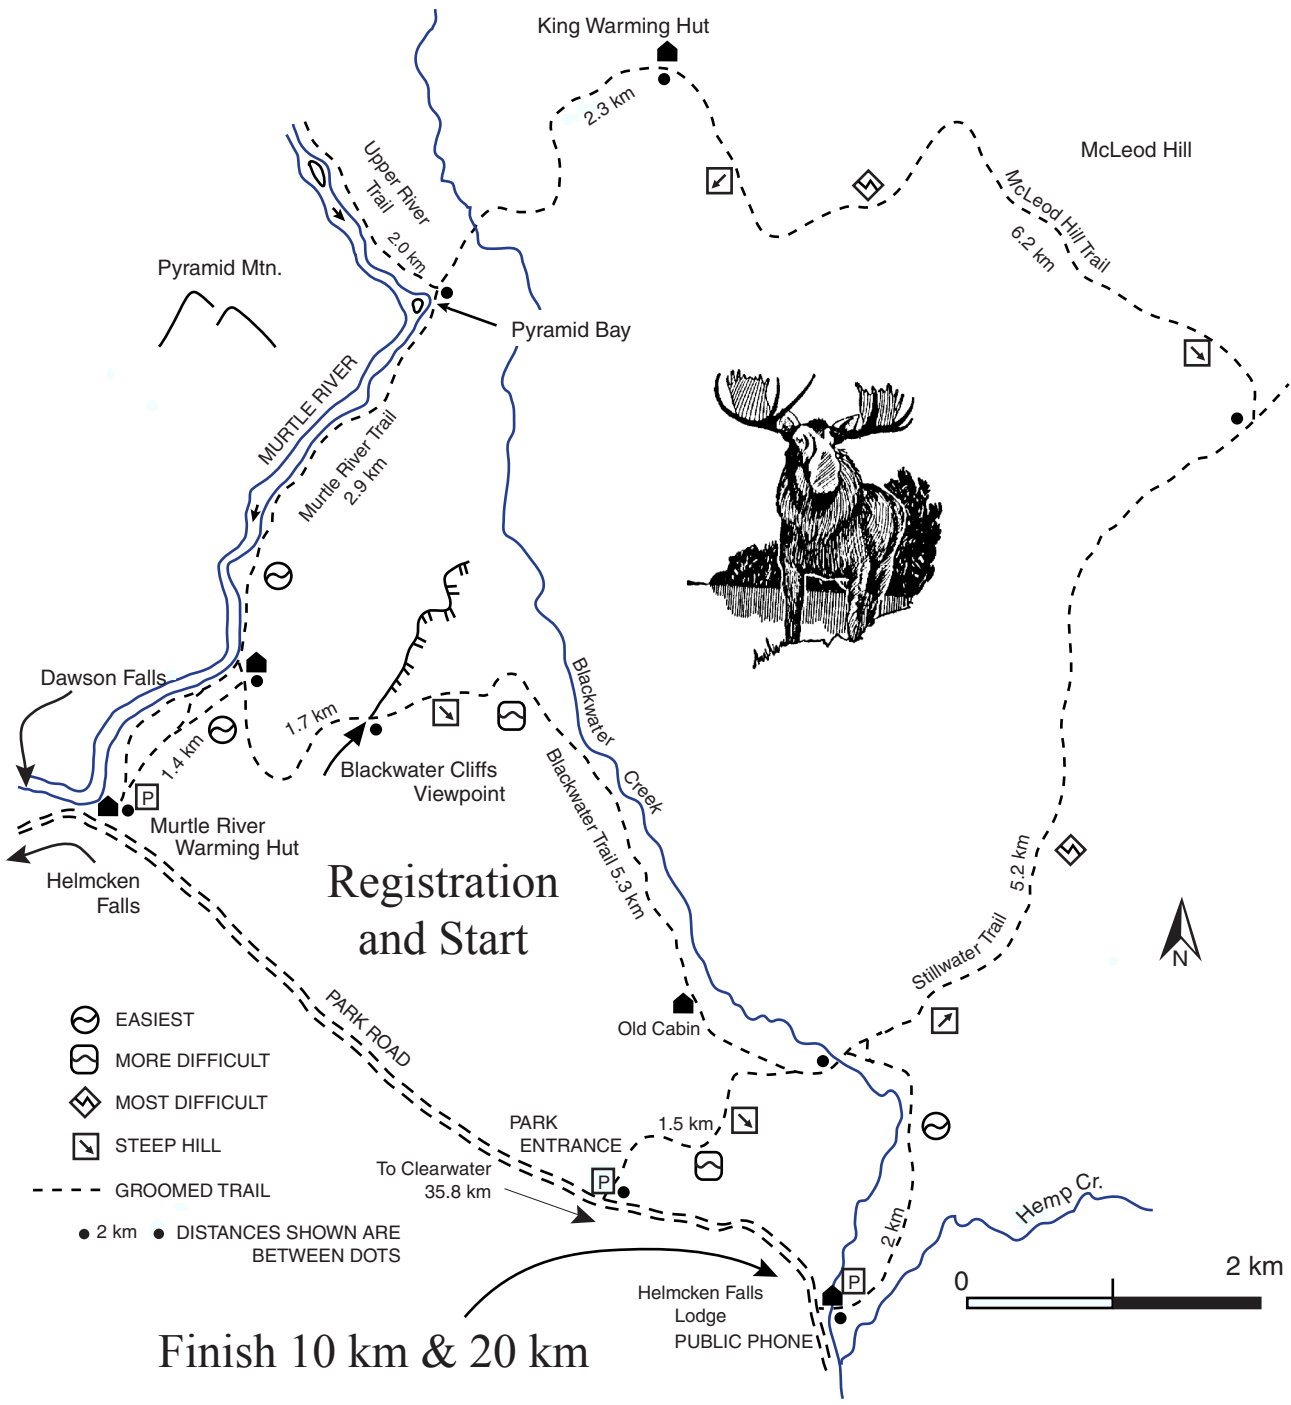 King Warming Hut
2.3 km
McLeod Hill
Upper River
Trail
2.0 km
McLeod Hill Trail
6.2 km
Pyramid Mtn.
Pyramid Bay
MURTLE RIVER
Murtle River Trail
2.9 km
Dawson Falls
1.7 km
1.4 km
Blackwater Cliffs
Viewpoint
Blackwater
Creek
Blackwater Trail 5.3 km
P
Murtle River
Warming Hut
Helmcken
Falls
Registration
and Start
5.2 km
Stillwater Trail
N
PARK ROAD
Old Cabin
EASIEST
MORE DIFFICULT
MOST DIFFICULT
STEEP HILL
GROOMED TRAIL
2 km
DISTANCES SHOWN ARE
BETWEEN DOTS
PARK
ENTRANCE
1.5 km
To Clearwater
35.8 km
P
Hemp Cr.
2 km
P
Helmcken Falls
Lodge
PUBLIC PHONE
0
2 km
Finish 10 km & 20 km